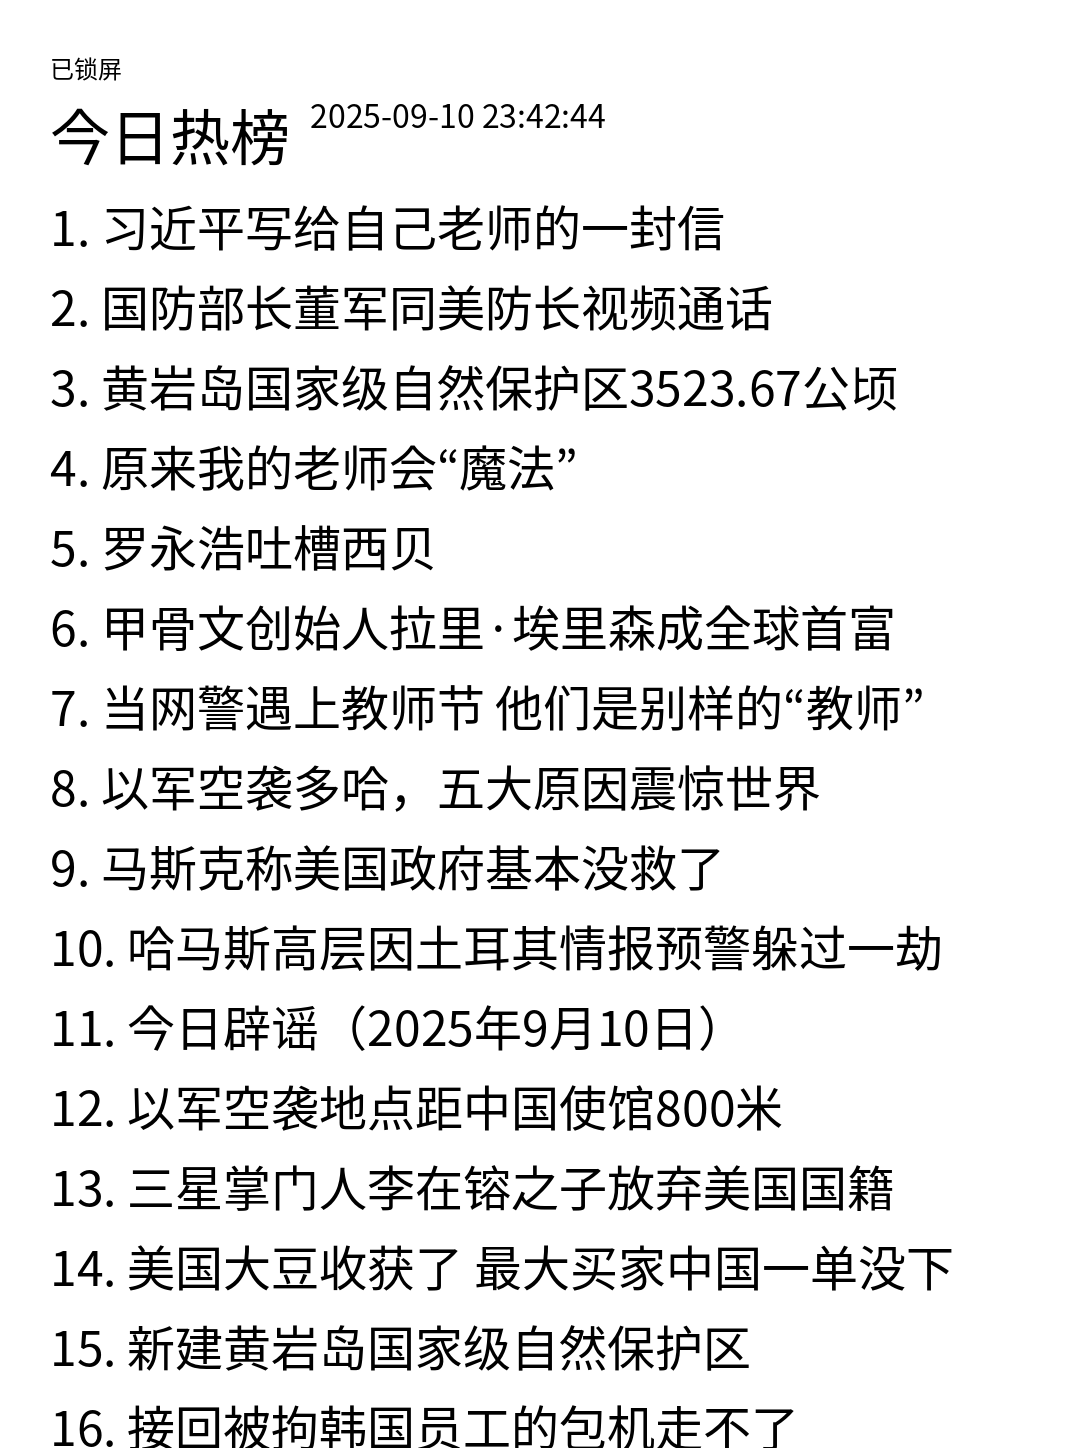 已锁屏
今日热榜 2025-09-10 23:42:44
1. 习近平写给自己老师的一封信
2. 国防部长董军同美防长视频通话
3. 黄岩岛国家级自然保护区3523.67公顷
4. 原来我的老师会“魔法”
5. 罗永浩吐槽西贝
6. 甲骨文创始人拉里·埃里森成全球首富
7. 当网警遇上教师节 他们是别样的“教师”
8. 以军空袭多哈，五大原因震惊世界
9. 马斯克称美国政府基本没救了
10. 哈马斯高层因土耳其情报预警躲过一劫
11. 今日辟谣（2025年9月10日）
12. 以军空袭地点距中国使馆800米
13. 三星掌门人李在镕之子放弃美国国籍
14. 美国大豆收获了 最大买家中国一单没下
15. 新建黄岩岛国家级自然保护区
16. 接回被拘韩国员工的包机走不了